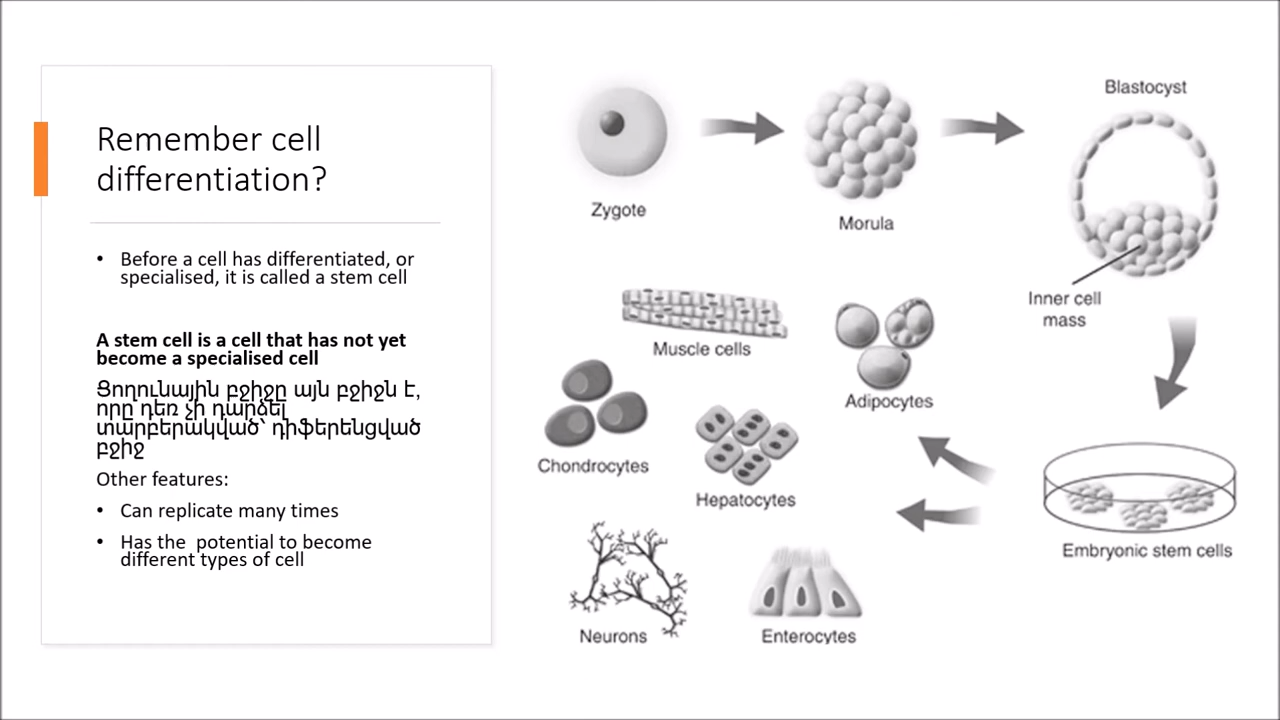 Remember cell
differentiation?
• Before a cell has differentiated, or
specialised, it is called a stem cell
A stem cell is a cell that has not yet
become a specialised cell
Ցողունային բջիջը այն բջիջն է,
որը դեռ չի դարձել
տարբերակված՝ դիֆերենցված
բջիջ
Other features:
• Can replicate many times
• Has the  potential to become
different types of cell
Zygote
Morula
Blastocyst
Inner cell
mass
Muscle cells
Adipocytes
Chondrocytes
Hepatocytes
Embryonic stem cells
Neurons
Enterocytes